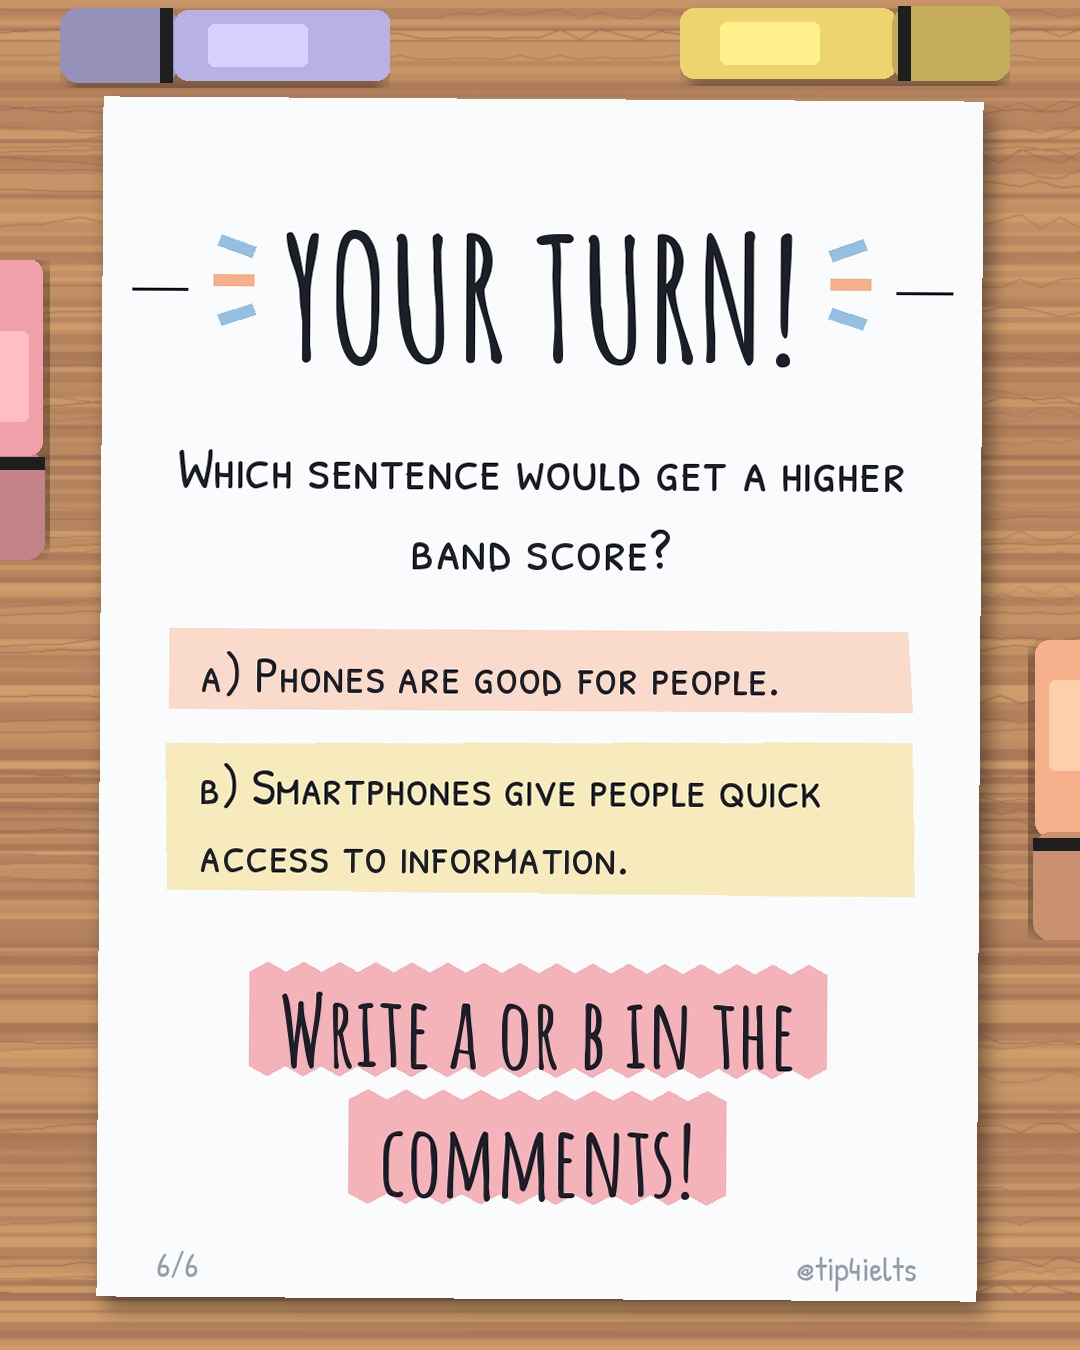 YOUR TURN!
WHICH SENTENCE WOULD GET A HIGHER
BAND SCORE?
A) PHONES ARE GOOD FOR PEOPLE.
B) SMARTPHONES GIVE PEOPLE QUICK
ACCESS TO INFORMATION.
WRITE A OR B IN THE
COMMENTS!
6/6
@tip4ielts